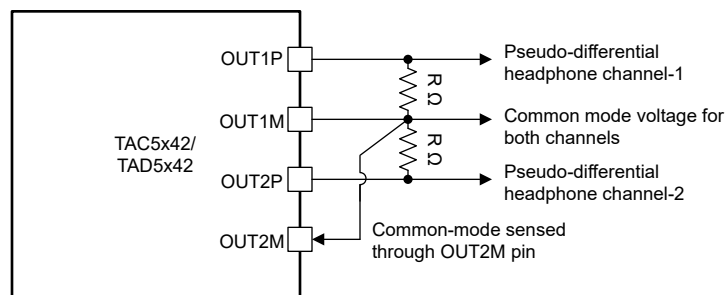 OUT1P
Pseudo-differential
headphone channel-1
R Ω
OUT1M
Common mode voltage for
both channels
TAC5x42/
TAD5x42
R Ω
OUT2P
Pseudo-differential
headphone channel-2
OUT2M
Common-mode sensed
through OUT2M pin